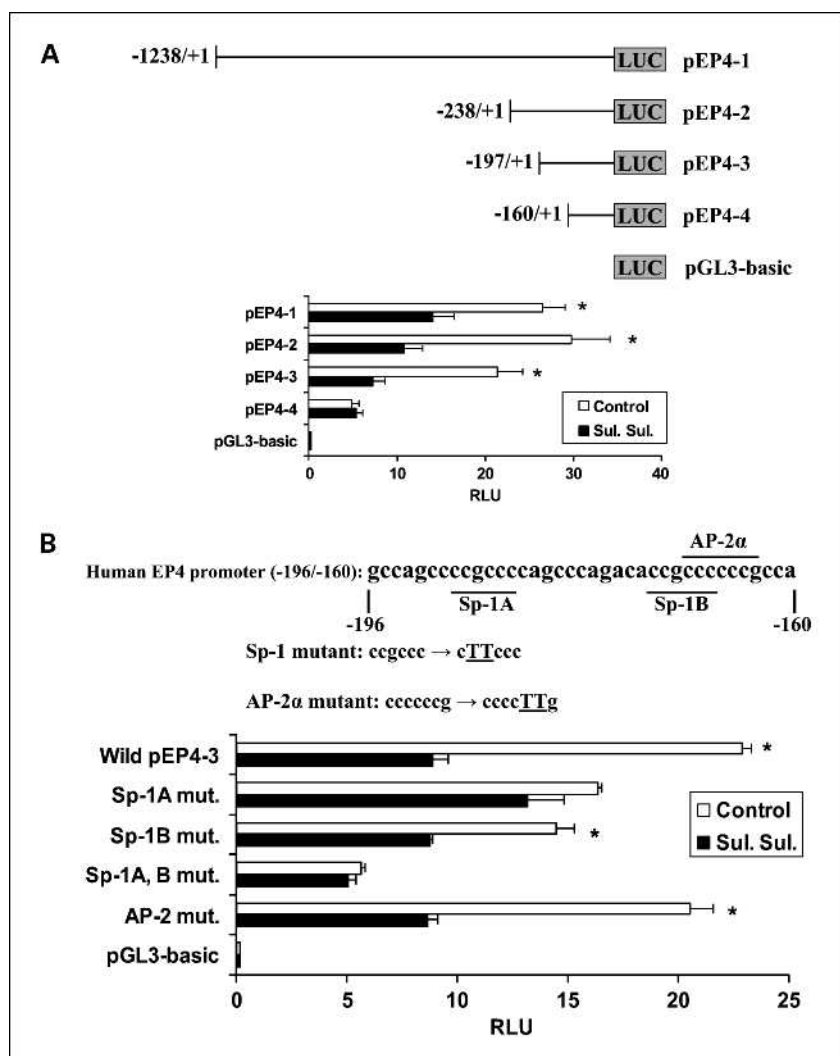 A
-1238/+1 LUC pEP4-1
-238/+1 LUC pEP4-2
-197/+1 LUC pEP4-3
-160/+1 LUC pEP4-4
LUC pGL3-basic
pEP4-1 *
pEP4-2 *
pEP4-3 *
pEP4-4
pGL3-basic
Control
Sul. Sul.
0 10 20 30 40
RLU
B
AP-2α
Human EP4 promoter (-196/-160): gccagccccgccccagcccagacaccgccccccgcca
Sp-1A Sp-1B
-196 -160
Sp-1 mutant: ccgccc → cTTccc
AP-2α mutant: ccccccg → ccccTTg
Wild pEP4-3 *
Sp-1A mut.
Sp-1B mut. *
Sp-1A, B mut.
AP-2 mut. *
pGL3-basic
Control
Sul. Sul.
0 5 10 15 20 25
RLU